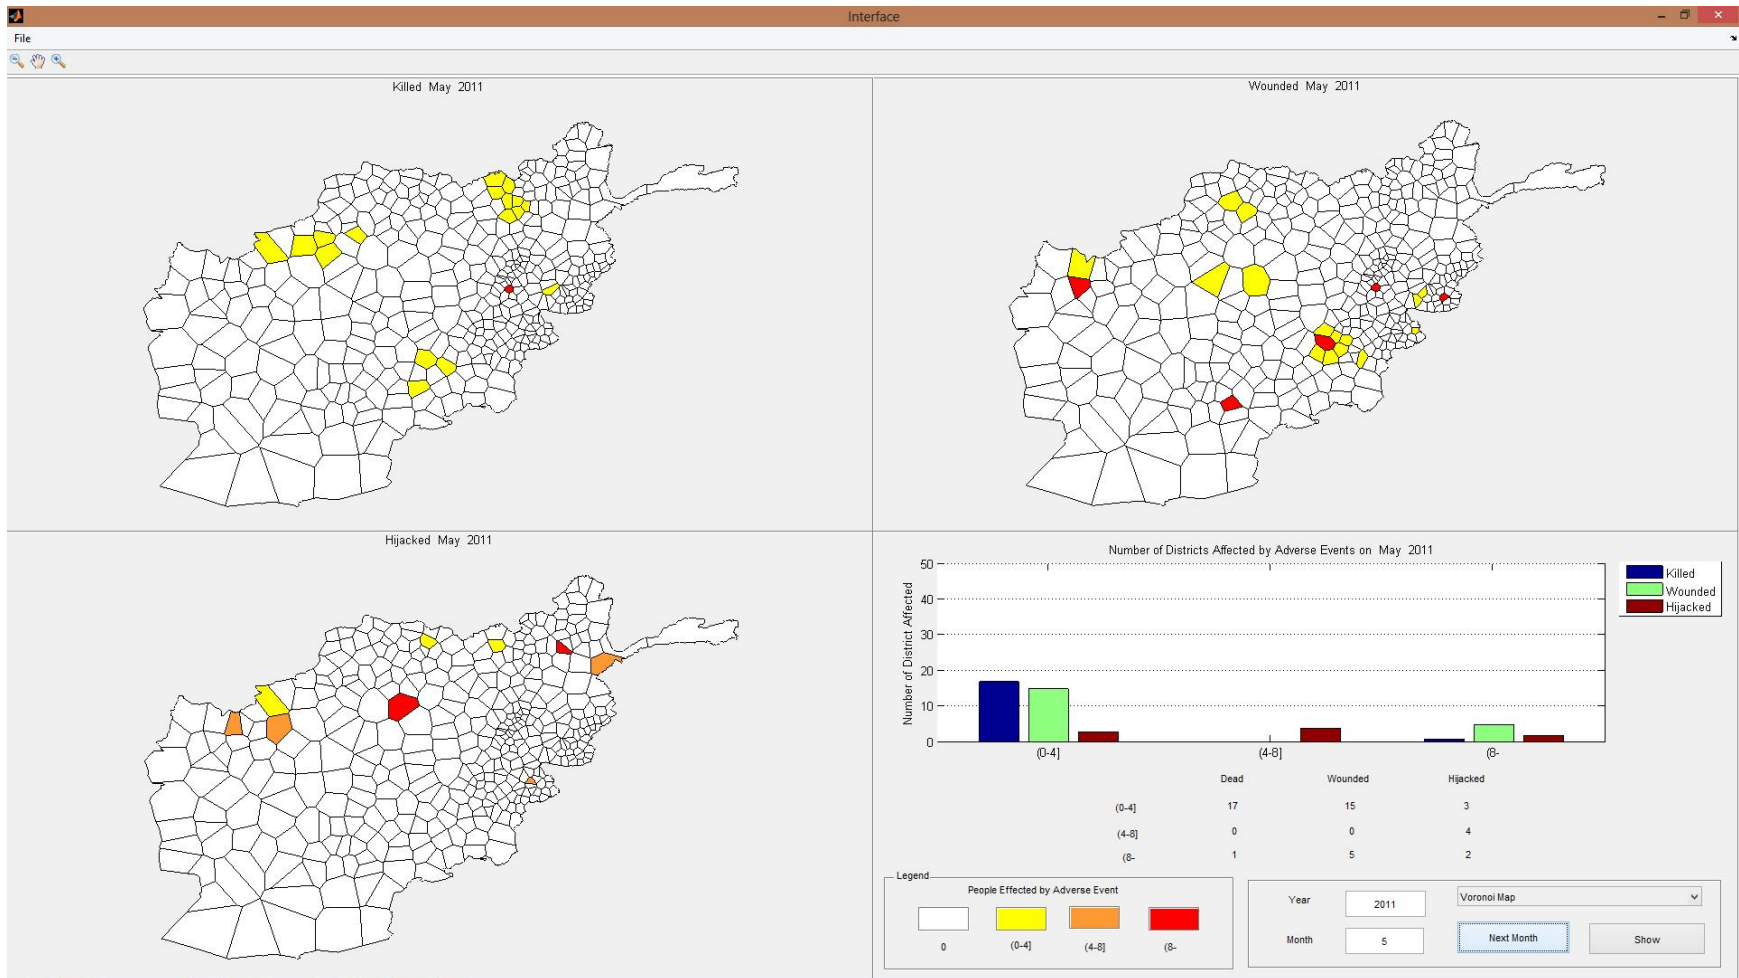 Interface
File
Killed May 2011
Wounded May 2011
Hijacked May 2011
Number of Districts Affected by Adverse Events on May 2011
Number of District Affected
50
40
30
20
10
0
(0-4]
(4-8]
(8-
Killed
Wounded
Hijacked
Dead Wounded Hijacked
(0-4] 17 15 3
(4-8] 0 0 4
(8- 1 5 2
Legend
People Effected by Adverse Event
0 (0-4] (4-8] (8-
Year 2011 Voronoi Map
Month 5 Next Month Show